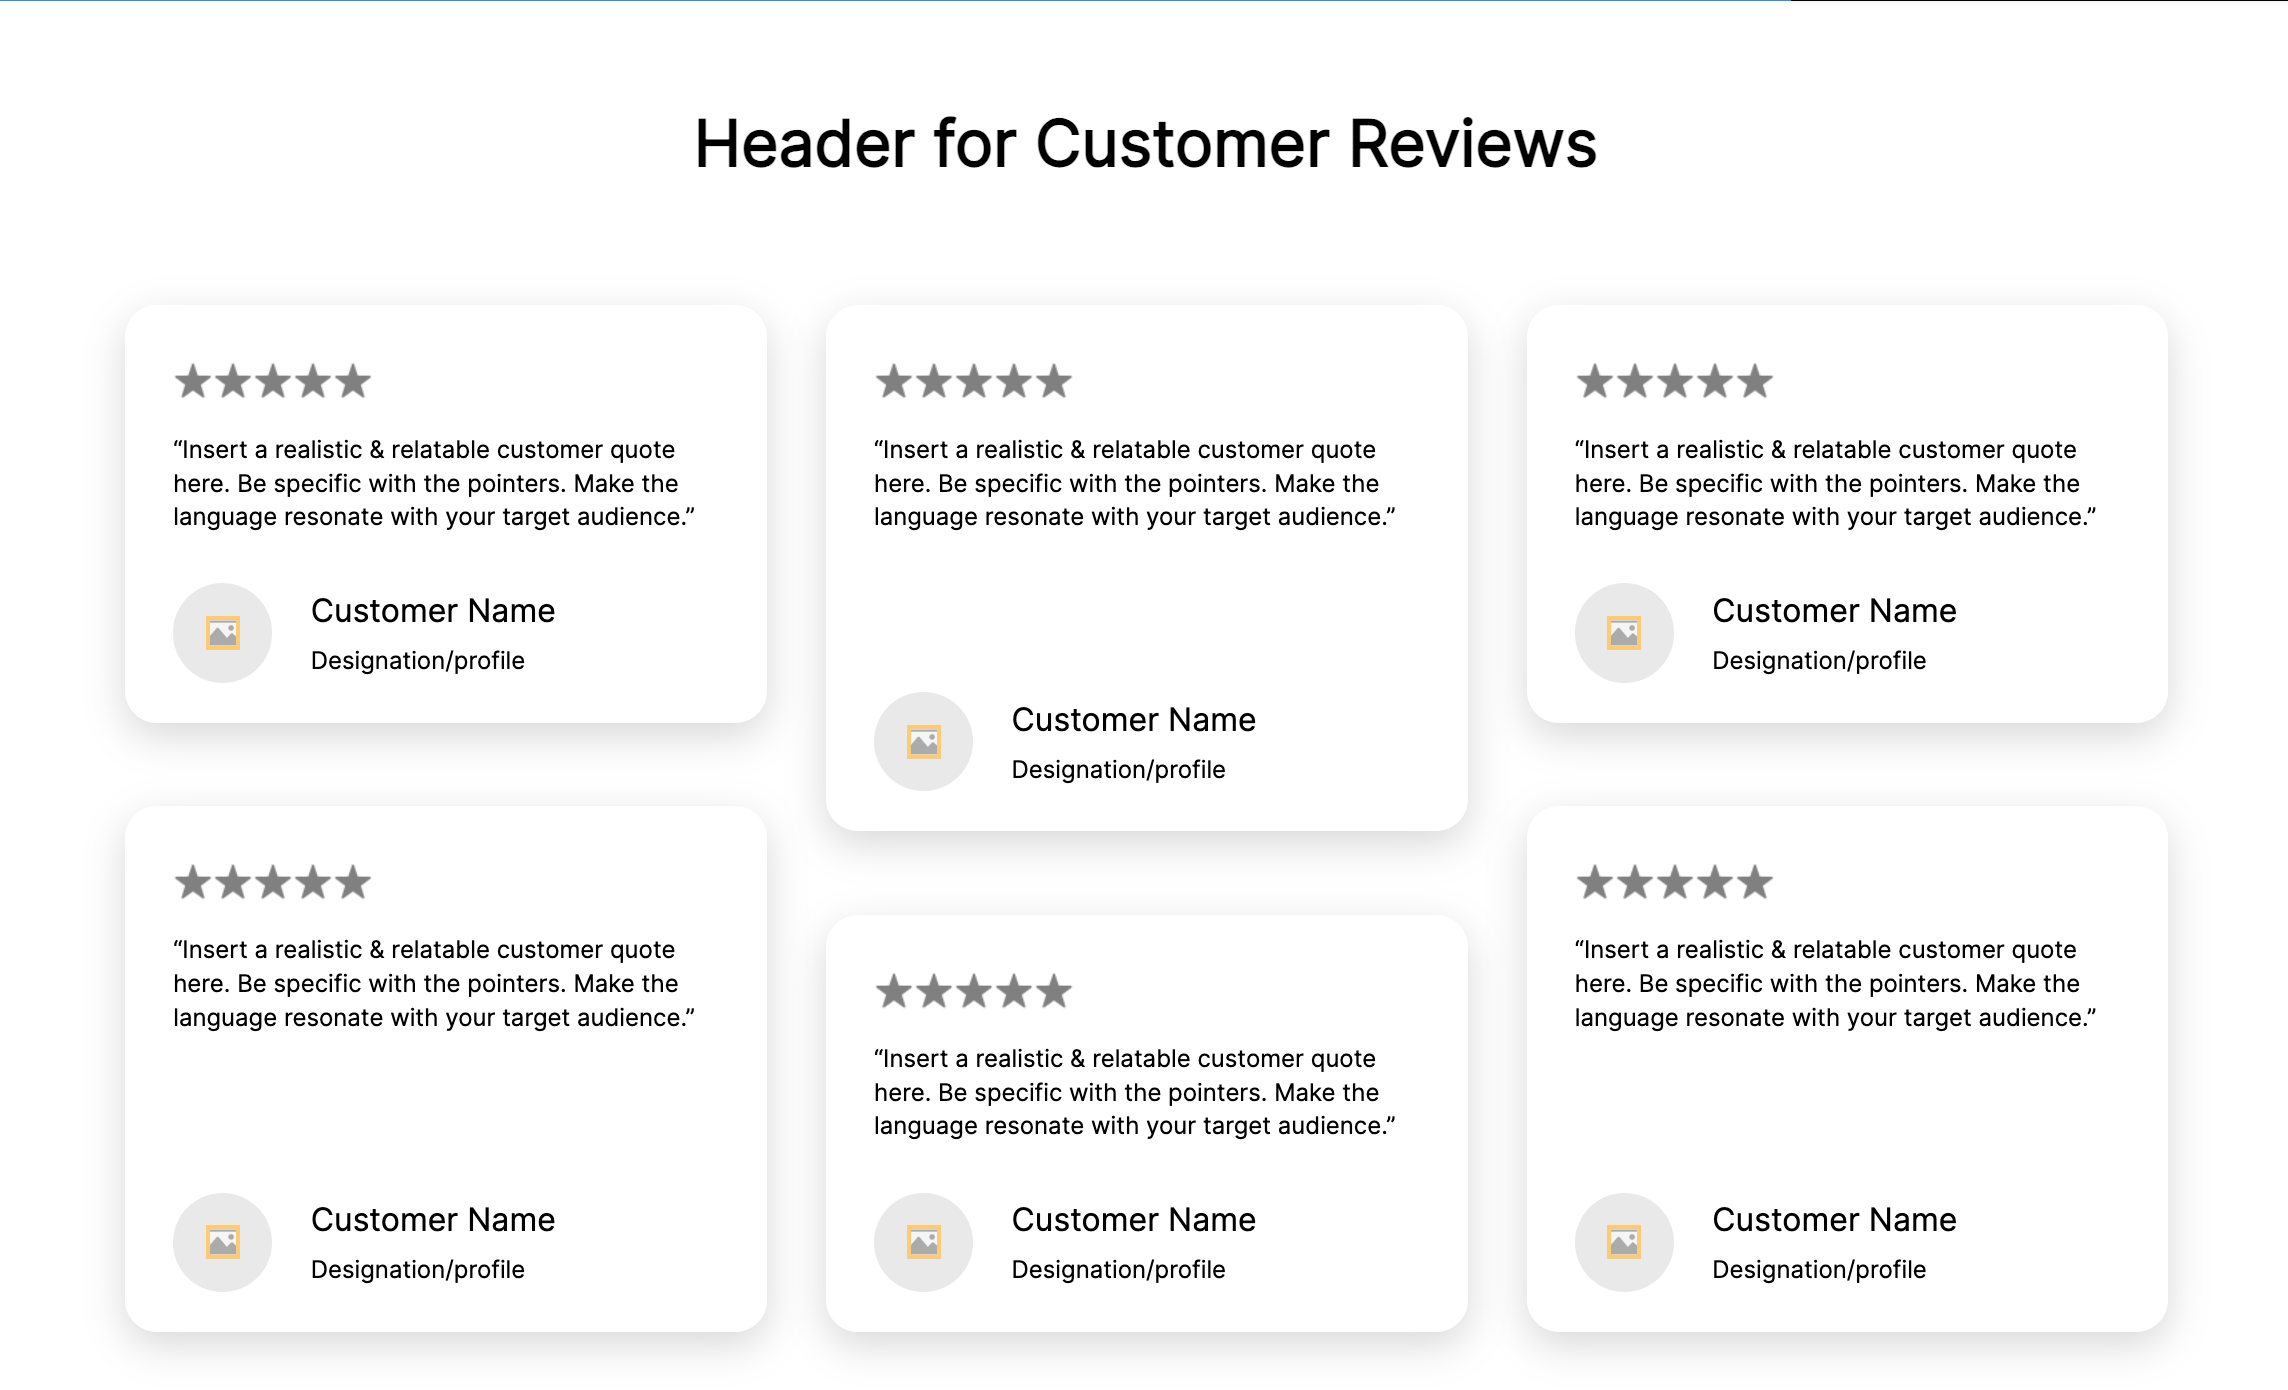 Header for Customer Reviews
“Insert a realistic & relatable customer quote
here. Be specific with the pointers. Make the
language resonate with your target audience.”
Customer Name
Designation/profile
“Insert a realistic & relatable customer quote
here. Be specific with the pointers. Make the
language resonate with your target audience.”
Customer Name
Designation/profile
“Insert a realistic & relatable customer quote
here. Be specific with the pointers. Make the
language resonate with your target audience.”
Customer Name
Designation/profile
“Insert a realistic & relatable customer quote
here. Be specific with the pointers. Make the
language resonate with your target audience.”
Customer Name
Designation/profile
“Insert a realistic & relatable customer quote
here. Be specific with the pointers. Make the
language resonate with your target audience.”
Customer Name
Designation/profile
“Insert a realistic & relatable customer quote
here. Be specific with the pointers. Make the
language resonate with your target audience.”
Customer Name
Designation/profile